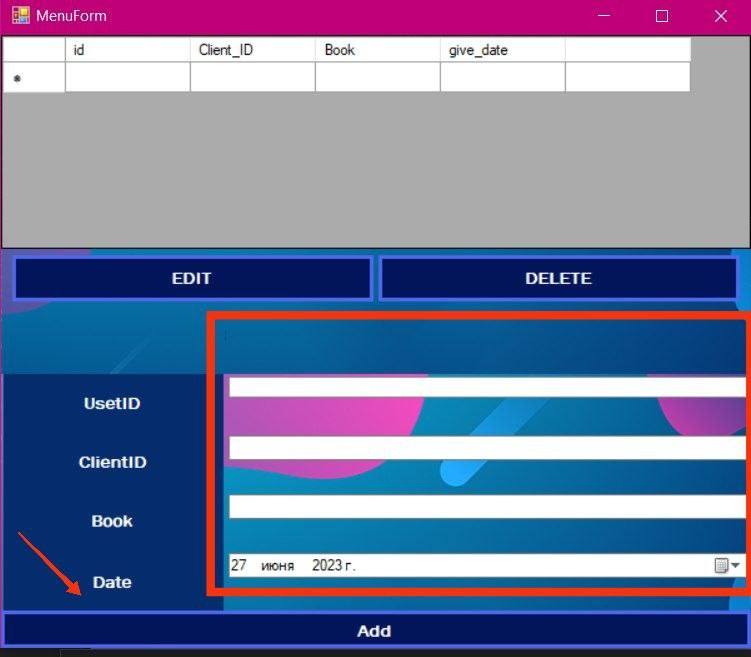 MenuForm
id Client_ID Book give_date
*
EDIT DELETE
UsetID
ClientID
Book
Date 27 июня 2023 г.
Add